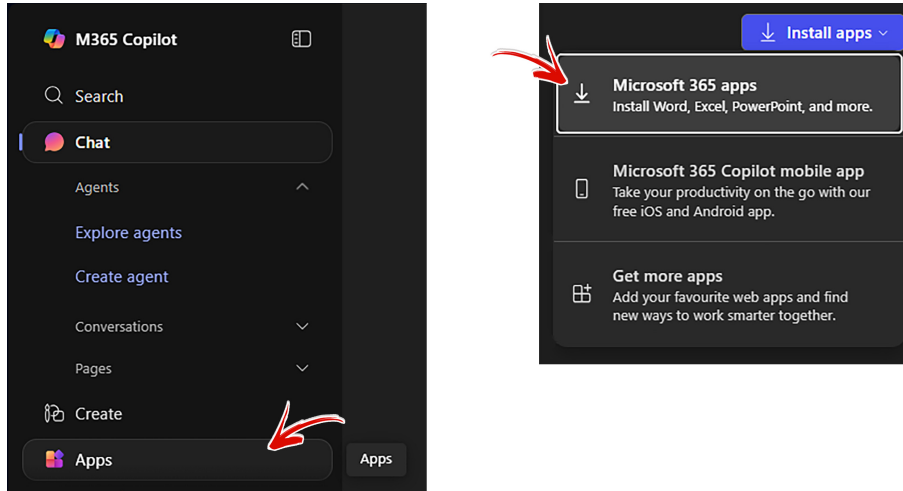 M365 Copilot
Search
Chat
Agents
Explore agents
Create agent
Conversations
Pages
Create
Apps
Apps
Install apps
Microsoft 365 apps
Install Word, Excel, PowerPoint, and more.
Microsoft 365 Copilot mobile app
Take your productivity on the go with our
free iOS and Android app.
Get more apps
Add your favourite web apps and find
new ways to work smarter together.